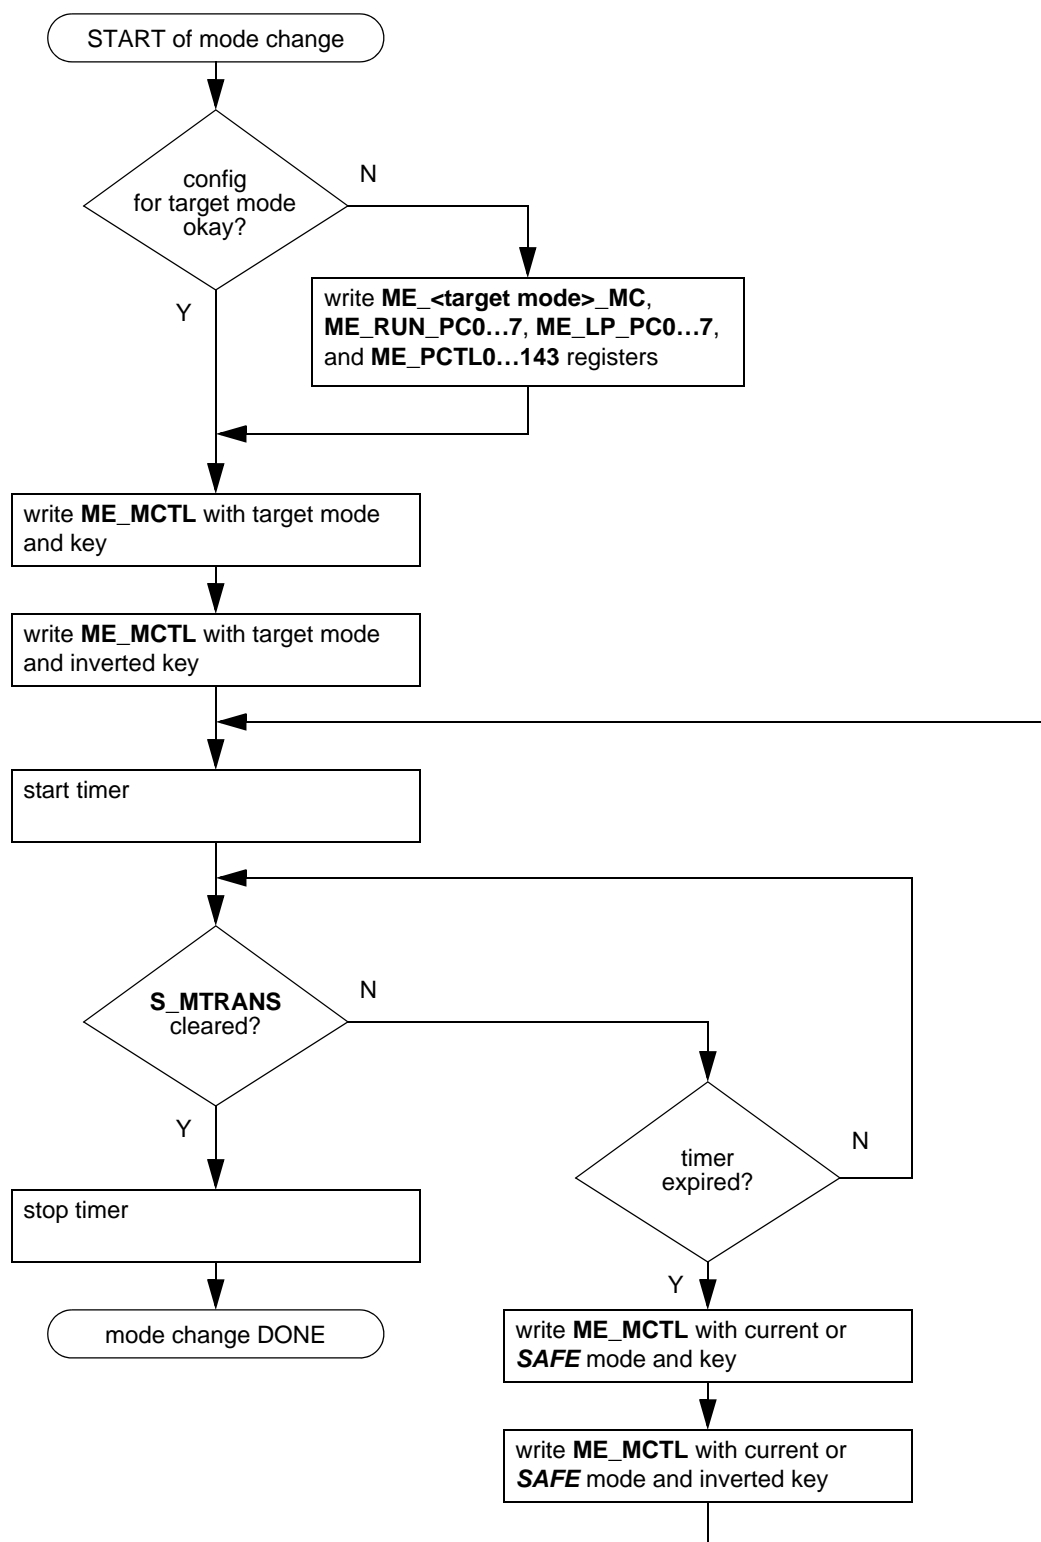 START of mode change
config
for target mode
okay?
N
Y
write ME_<target mode>_MC,
ME_RUN_PC0…7, ME_LP_PC0…7,
and ME_PCTL0…143 registers
write ME_MCTL with target mode
and key
write ME_MCTL with target mode
and inverted key
start timer
S_MTRANS
cleared?
N
Y
timer
expired?
N
Y
stop timer
mode change DONE
write ME_MCTL with current or
SAFE mode and key
write ME_MCTL with current or
SAFE mode and inverted key